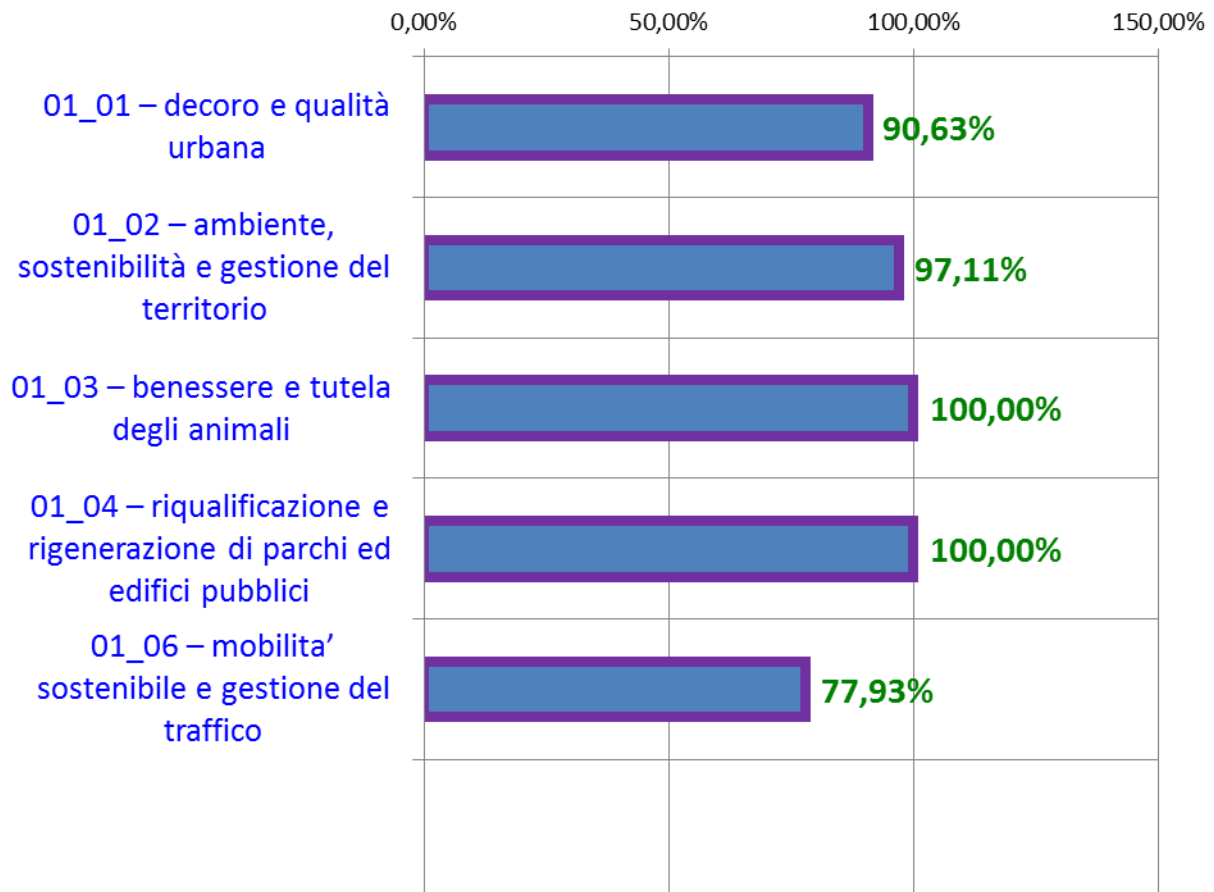 0,00% 50,00% 100,00% 150,00%
01_01 – decoro e qualità
urbana
90,63%
01_02 – ambiente,
sostenibilità e gestione del
territorio
97,11%
01_03 – benessere e tutela
degli animali
100,00%
01_04 – riqualificazione e
rigenerazione di parchi ed
edifici pubblici
100,00%
01_06 – mobilita’
sostenibile e gestione del
traffico
77,93%